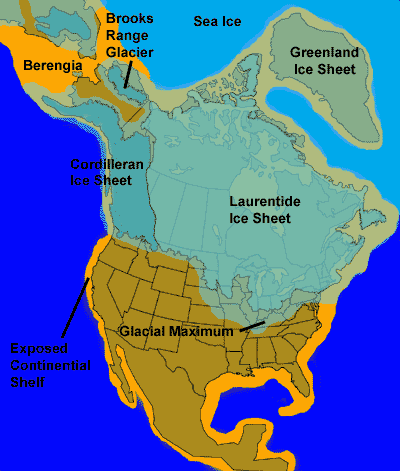 Brooks
Range
Glacier
Sea Ice
Greenland
Ice Sheet
Berengia
Cordilleran
Ice Sheet
Laurentide
Ice Sheet
Glacial Maximum
Exposed
Continential
Shelf